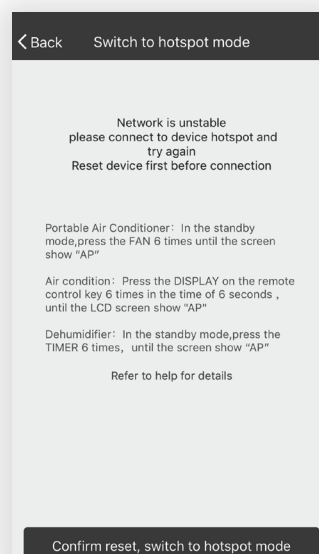 Back Switch to hotspot mode
Network is unstable
please connect to device hotspot and
try again
Reset device first before connection
Portable Air Conditioner: In the standby
mode,press the FAN 6 times until the screen
show "AP"
Air condition: Press the DISPLAY on the remote
control key 6 times in the time of 6 seconds ,
until the LCD screen show "AP"
Dehumidifier: In the standby mode,press the
TIMER 6 times, until the screen show "AP"
Refer to help for details
Confirm reset, switch to hotspot mode